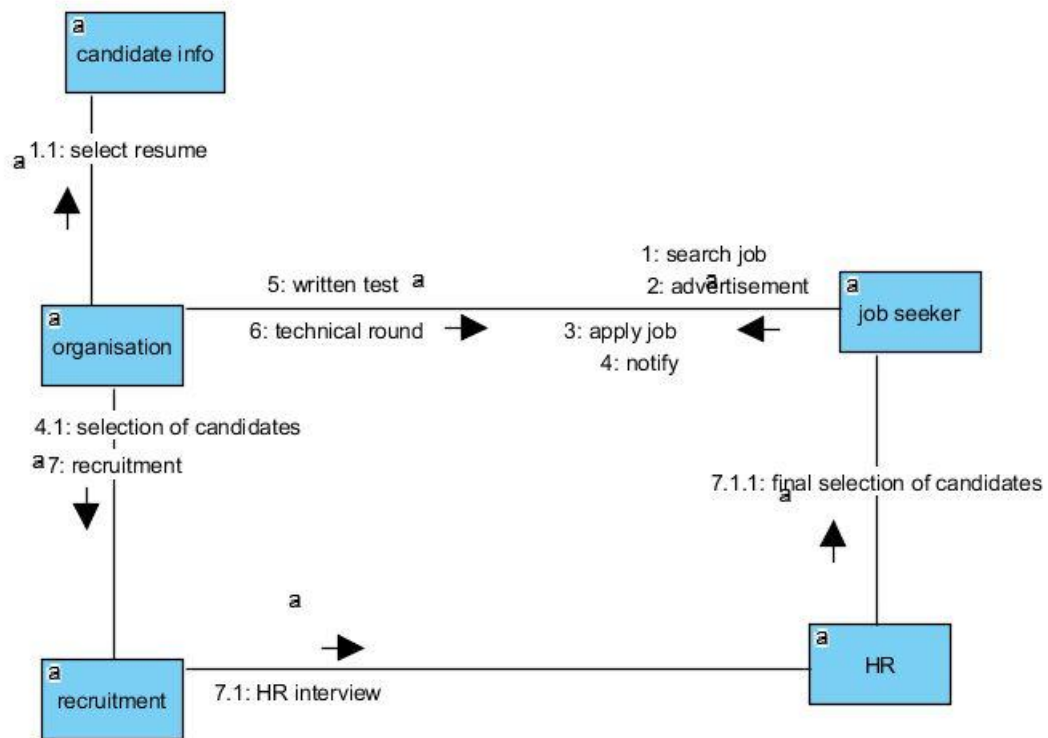 a
candidate info
1.1: select resume
a
1: search job
5: written test a
a
2: advertisement
a
job seeker
a
organisation
6: technical round
3: apply job
4: notify
4.1: selection of candidates
a 7: recruitment
7.1.1: final selection of candidates
a
a
a
HR
a
recruitment
7.1: HR interview